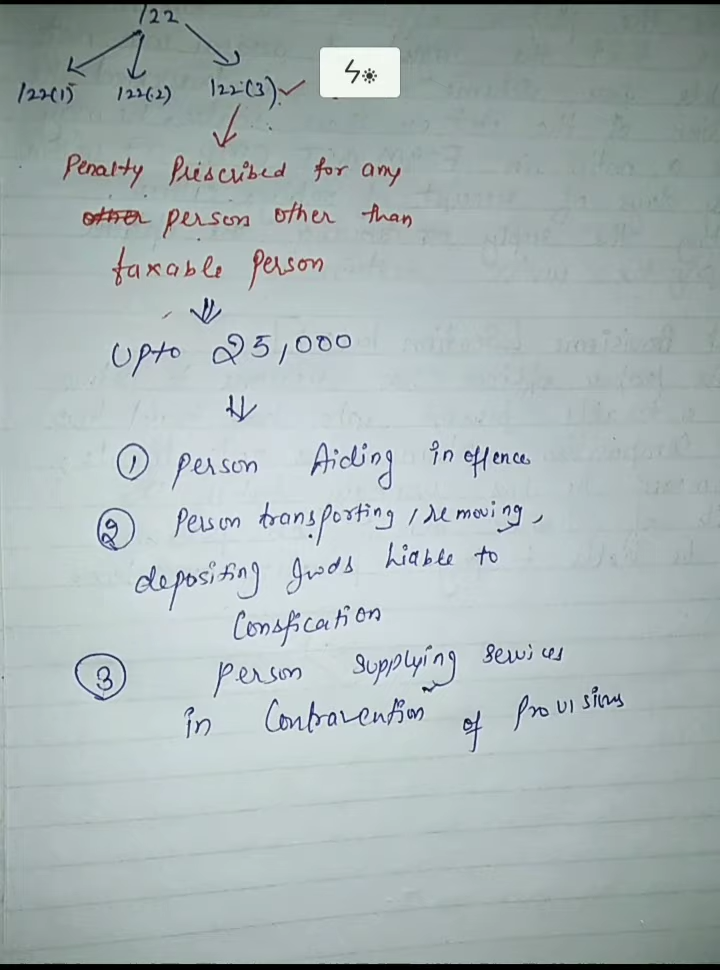 122
122(1) 122(2) 122(3)
Penalty Priscribed for any
other person other than
taxable person
Upto 25,000
① person Aiding in offence
② Person transporting, removing,
depositing goods liable to
Consfication
③ person supplying services
in Contravention of Provisions